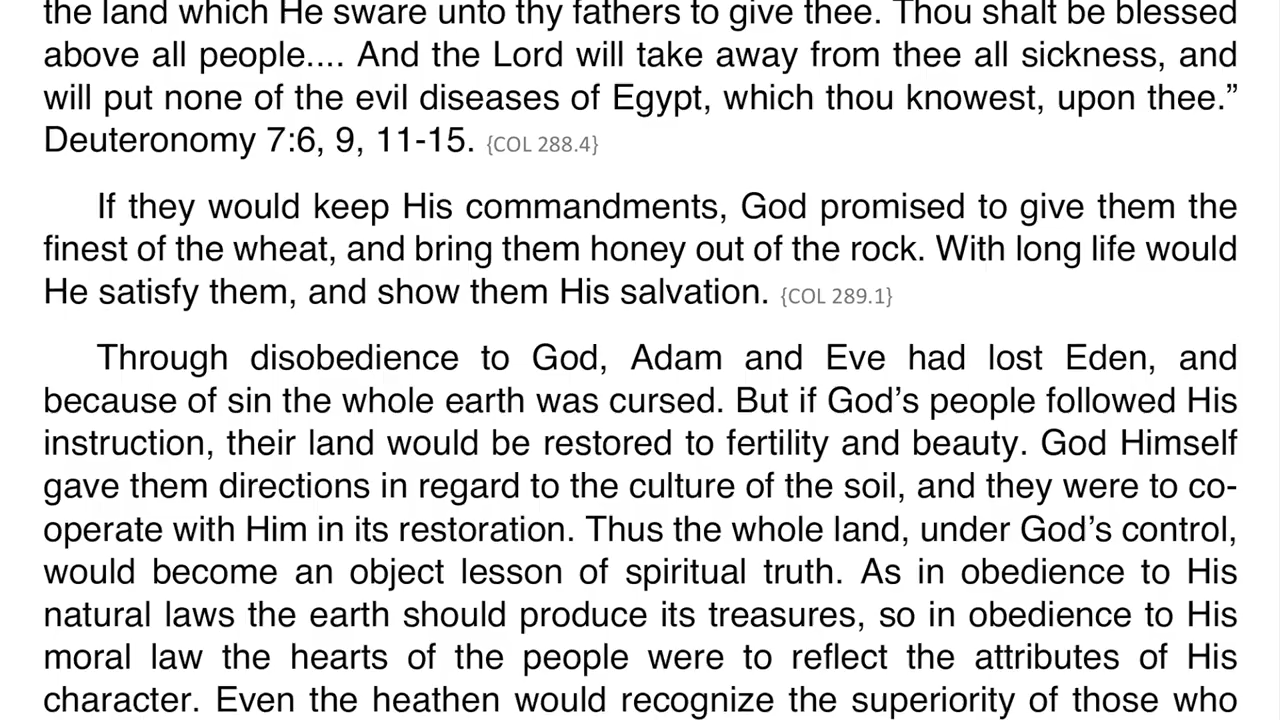 the land which He sware unto thy fathers to give thee. Thou shalt be blessed
above all people.... And the Lord will take away from thee all sickness, and
will put none of the evil diseases of Egypt, which thou knowest, upon thee.”
Deuteronomy 7:6, 9, 11-15. {COL 288.4}
If they would keep His commandments, God promised to give them the
finest of the wheat, and bring them honey out of the rock. With long life would
He satisfy them, and show them His salvation. {COL 289.1}
Through disobedience to God, Adam and Eve had lost Eden, and
because of sin the whole earth was cursed. But if God’s people followed His
instruction, their land would be restored to fertility and beauty. God Himself
gave them directions in regard to the culture of the soil, and they were to co-
operate with Him in its restoration. Thus the whole land, under God’s control,
would become an object lesson of spiritual truth. As in obedience to His
natural laws the earth should produce its treasures, so in obedience to His
moral law the hearts of the people were to reflect the attributes of His
character. Even the heathen would recognize the superiority of those who